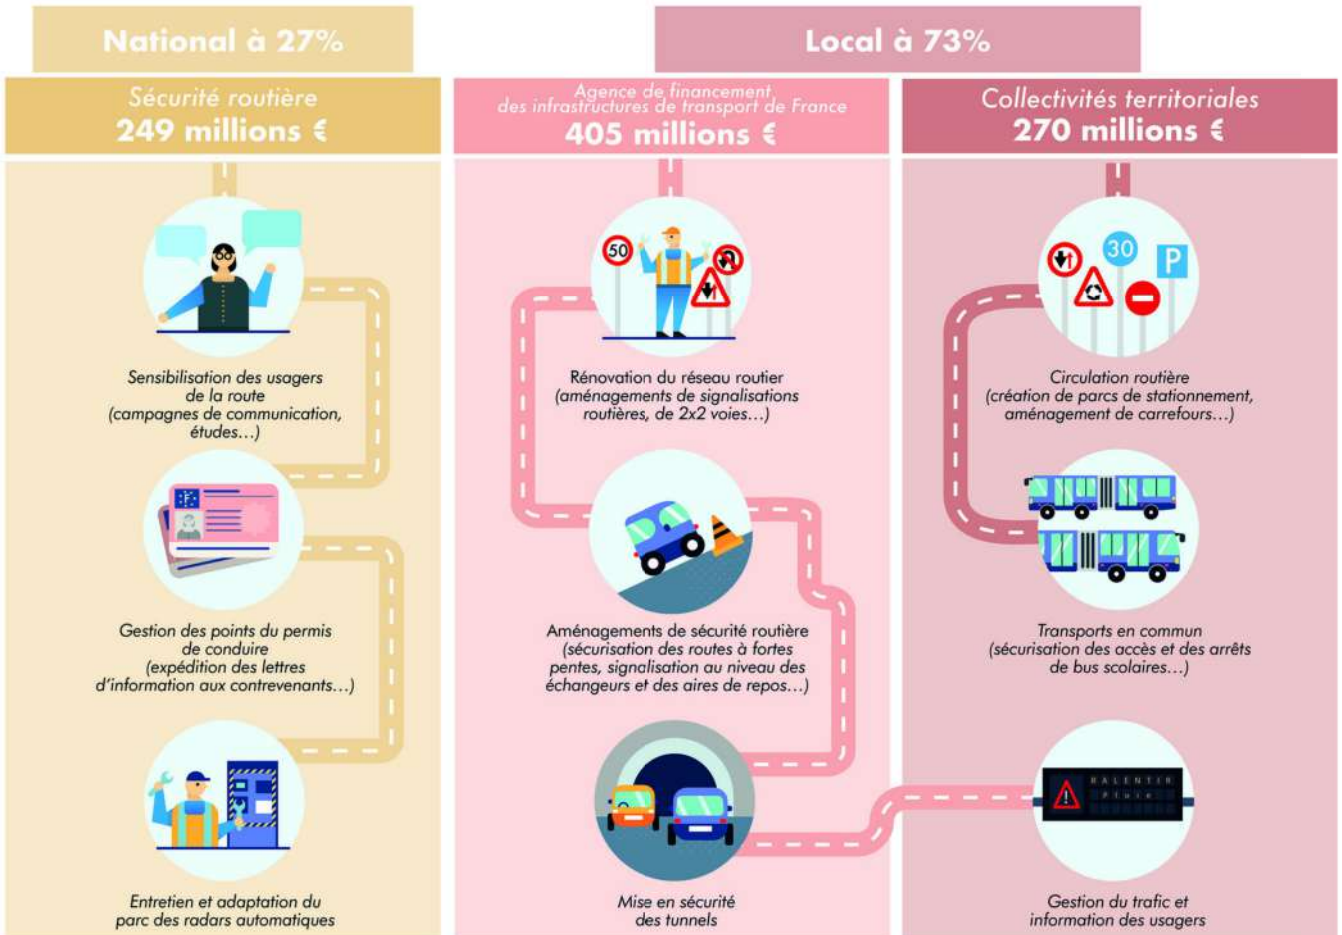 National à 27%
Local à 73%
Sécurité routière
249 millions €
Agence de financement
des infrastructures de transport de France
405 millions €
Collectivités territoriales
270 millions €
50
30
P
Sensibilisation des usagers
de la route
(campagnes de communication,
études...)
Rénovation du réseau routier
(aménagements de signalisations
routières, de 2x2 voies...)
Circulation routière
(création de parcs de stationnement,
aménagement de carrefours...)
Gestion des points du permis
de conduire
(expédition des lettres
d'information aux contrevenants...)
Aménagements de sécurité routière
(sécurisation des routes à fortes
pentes, signalisation au niveau des
échangeurs et des aires de repos...)
Transports en commun
(sécurisation des accès et des arrêts
de bus scolaires...)
RALENTIR
Pluie
Entretien et adaptation du
parc des radars automatiques
Mise en sécurité
des tunnels
Gestion du trafic et
information des usagers